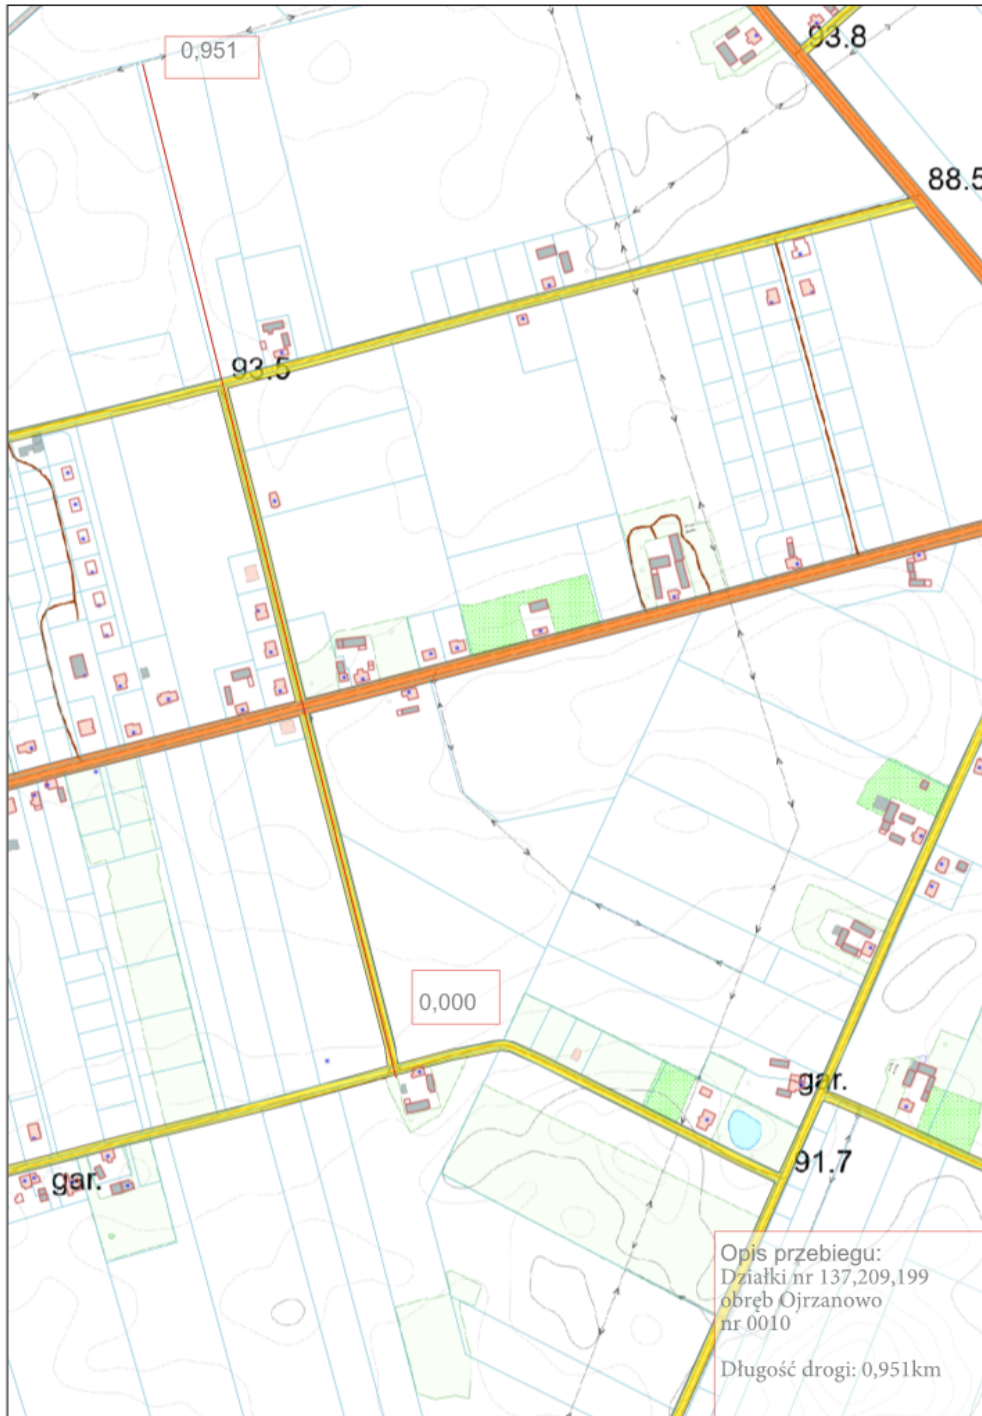 0,951
93.8
88.5
93.5
0,000
gar.
91.7
gar.
Opis przebiegu:
Działki nr 137,209,199
obręb Ojrzanowo
nr 0010
Długość drogi: 0,951km